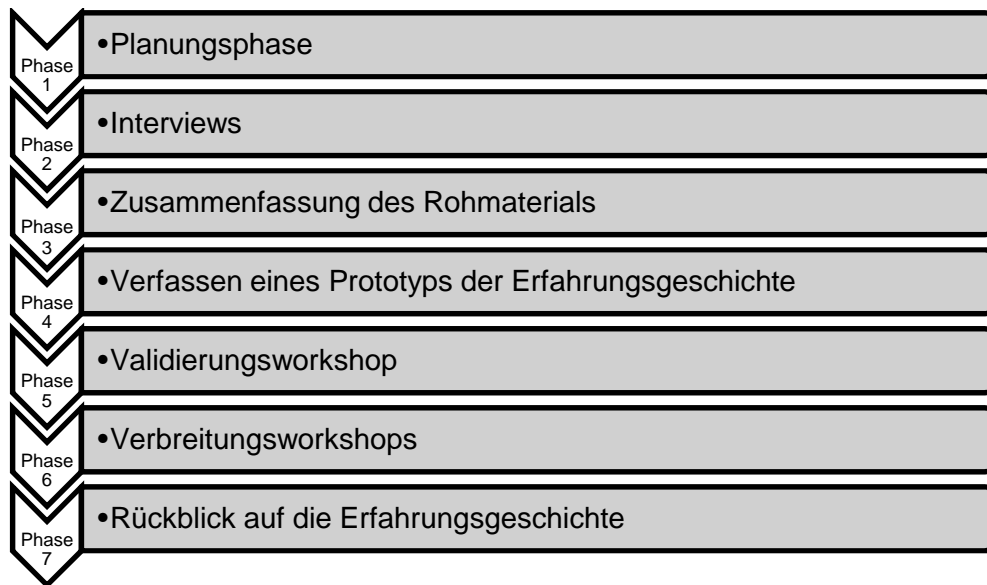 Phase
1
•Planungsphase
Phase
2
•Interviews
Phase
3
•Zusammenfassung des Rohmaterials
Phase
4
•Verfassen eines Prototyps der Erfahrungsgeschichte
Phase
5
•Validierungsworkshop
Phase
6
•Verbreitungsworkshops
Phase
7
•Rückblick auf die Erfahrungsgeschichte